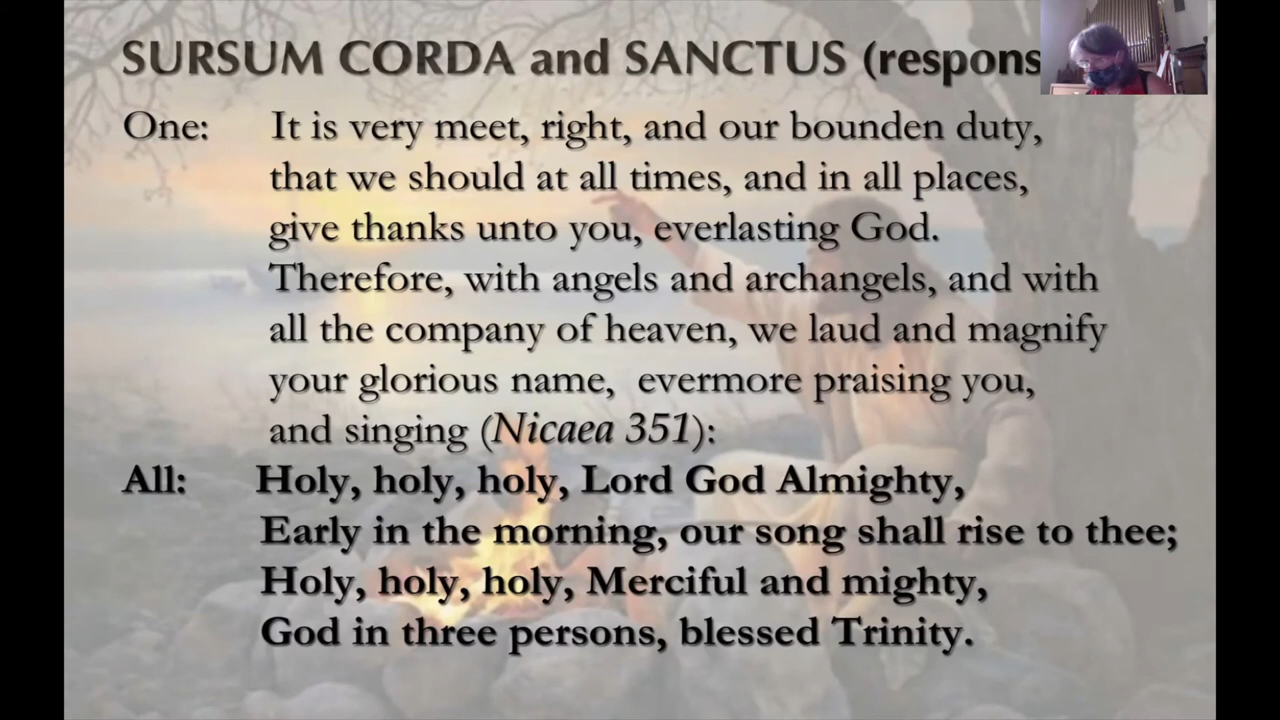 SURSUM CORDA and SANCTUS (respons
One: It is very meet, right, and our bounden duty,
that we should at all times, and in all places,
give thanks unto you, everlasting God.
Therefore, with angels and archangels, and with
all the company of heaven, we laud and magnify
your glorious name, evermore praising you,
and singing (Nicaea 351):
All: Holy, holy, holy, Lord God Almighty,
Early in the morning, our song shall rise to thee;
Holy, holy, holy, Merciful and mighty,
God in three persons, blessed Trinity.